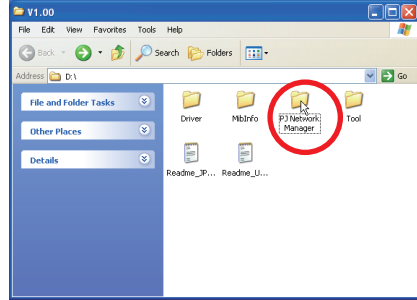 V1.00
File Edit View Favorites Tools Help
Back Search Folders
Address D:\ Go
File and Folder Tasks
Other Places
Details
Driver MibInfo PJ Network Manager Tool
Readme_JP... Readme_U...